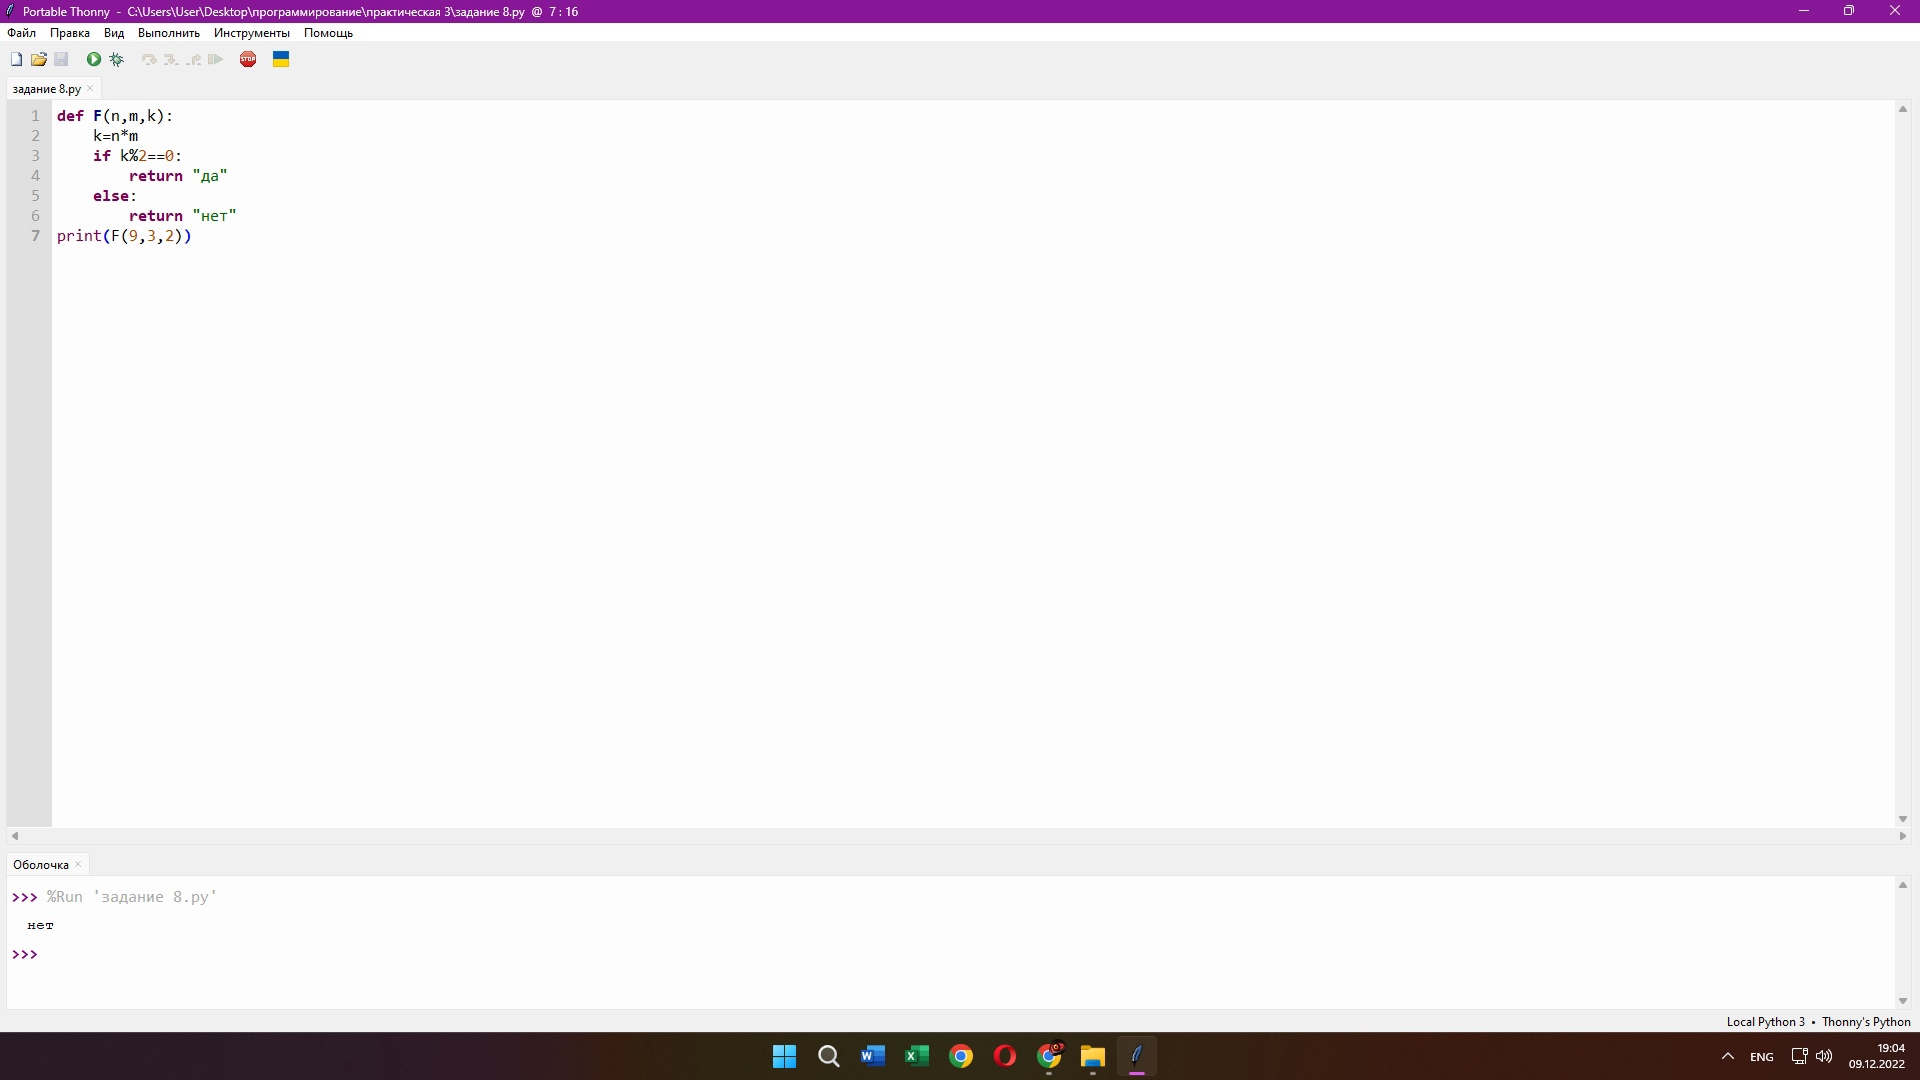 Portable Thonny - C:\Users\User\Desktop\программирование\практическая 3\задание 8.py @ 7 : 16
Файл Правка Вид Выполнить Инструменты Помощь
STOP
задание 8.py
1 def F(n,m,k):
2     k=n*m
3     if k%2==0:
4         return "да"
5     else:
6         return "нет"
7 print(F(9,3,2))
Оболочка
>>> %Run 'задание 8.py'
нет
>>>
Local Python 3 • Thonny's Python
ENG
19:04
09.12.2022